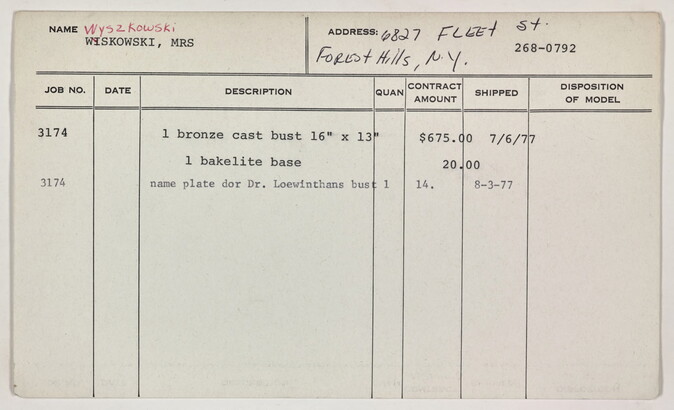 NAME Wyszkowski ADDRESS: 6827 FLEET St.
WISKOWSKI, MRS Forest Hills, N.Y. 268-0792
JOB NO. DATE DESCRIPTION QUAN CONTRACT AMOUNT SHIPPED DISPOSITION OF MODEL
3174 1 bronze cast bust 16" x 13" $675.00 7/6/77
1 bakelite base 20.00
3174 name plate dor Dr. Loewinthans bust 1 14. 8-3-77